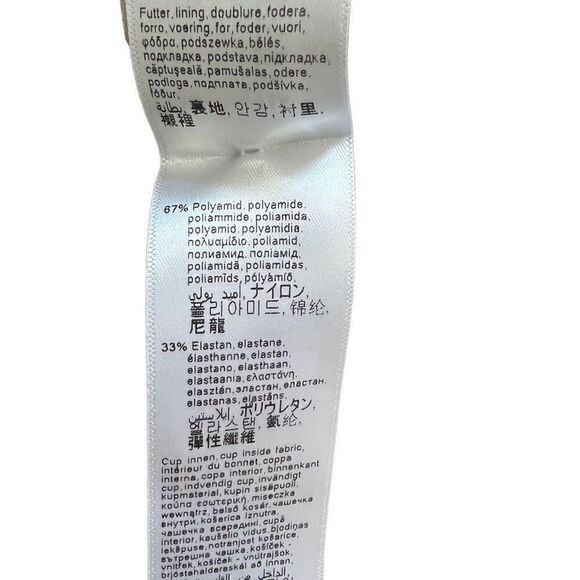 Futter, lining, doublure, fodera,
forro, voering, for, foder, vuori,
φόδρα, podszewka, bélés,
подкладка, podstava, підкладка,
căptuşeală, pamušalas, odere,
podloga, подплата, podšívka,
fóður,
بطانة, 裏地, 안감, 衬里,
襯裡
67% Polyamid, polyamide,
poliammide, poliamida,
polyamid, polyamidia,
πολυαμίδιο, poliamid,
полиамид, поліамід,
poliamidă, poliamidas,
poliamīds, pólýamíð,
أميد بولي, ナイロン,
폴리아미드, 锦纶,
尼龍
33% Elastan, elastane,
élasthanne, elastan,
elastano, elasthaan,
elastaania, ελαστάνη,
elasztán, эластан, еластан,
elastanas, elastāns,
إيلاستين, ポリウレタン,
엘라스탄, 氨纶,
彈性纖維
Cup innen, cup inside fabric,
intérieur du bonnet, coppa
interna, copa interior, binnenkant
cup, indvendig cup, invändigt
kupmaterial, kupin sisäpuoli,
κούπα εσωτερική, miseczka
wewnątrz, belső kosár, чашечка
внутри, košarica iznutra,
чашечка всередині, cupă
interior, kaušelio vidus, bļodiņas
iekšpuse, notranjost košarice,
вътрешна чашка, košíček -
vnitřek, košíček - vnútrajšok,
brjóstahaldaraskál að innan,